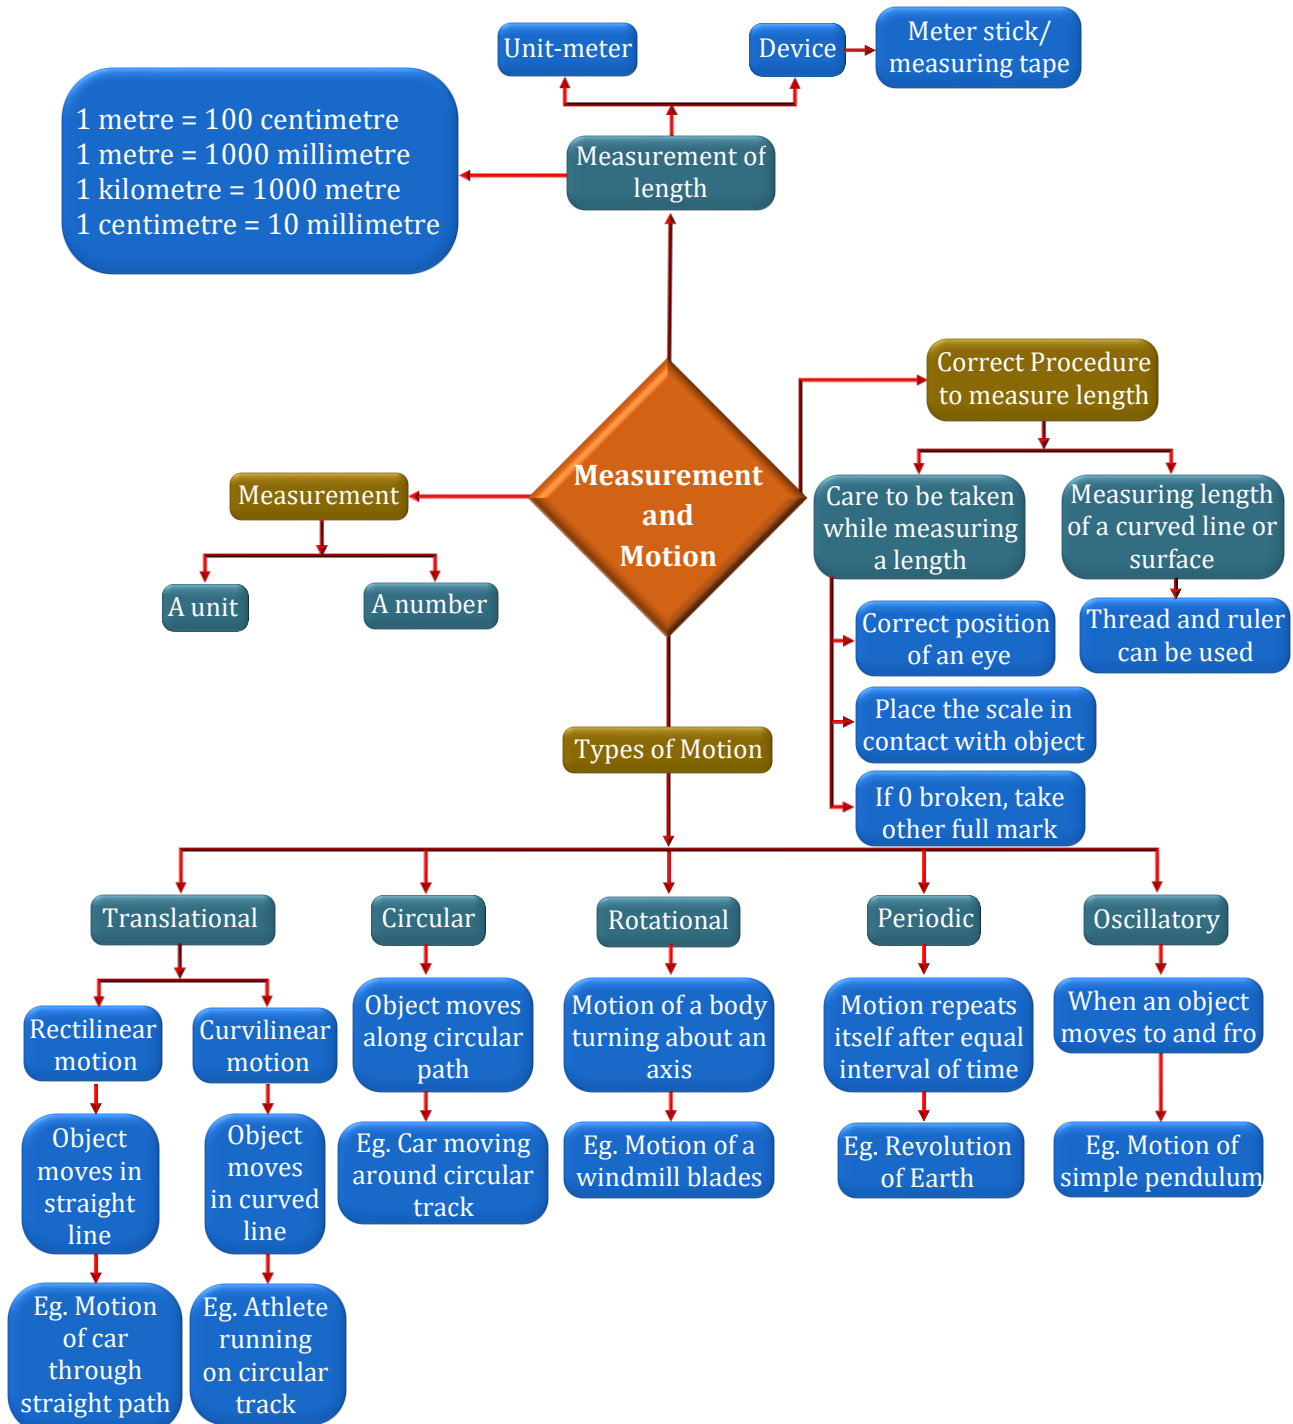 Unit-meter
Device
Meter stick/
measuring tape
1 metre = 100 centimetre
1 metre = 1000 millimetre
1 kilometre = 1000 metre
1 centimetre = 10 millimetre
Measurement of
length
Correct Procedure
to measure length
Measurement
and
Motion
Measurement
A unit
A number
Care to be taken
while measuring
a length
Measuring length
of a curved line or
surface
Correct position
of an eye
Thread and ruler
can be used
Place the scale in
contact with object
If 0 broken, take
other full mark
Types of Motion
Translational
Circular
Rotational
Periodic
Oscillatory
Rectilinear
motion
Curvilinear
motion
Object moves
along circular
path
Motion of a body
turning about an
axis
Motion repeats
itself after equal
interval of time
When an object
moves to and fro
Object
moves in
straight
line
Object
moves
in curved
line
Eg. Car moving
around circular
track
Eg. Motion of a
windmill blades
Eg. Revolution
of Earth
Eg. Motion of
simple pendulum
Eg. Motion
of car
through
straight path
Eg. Athlete
running
on circular
track